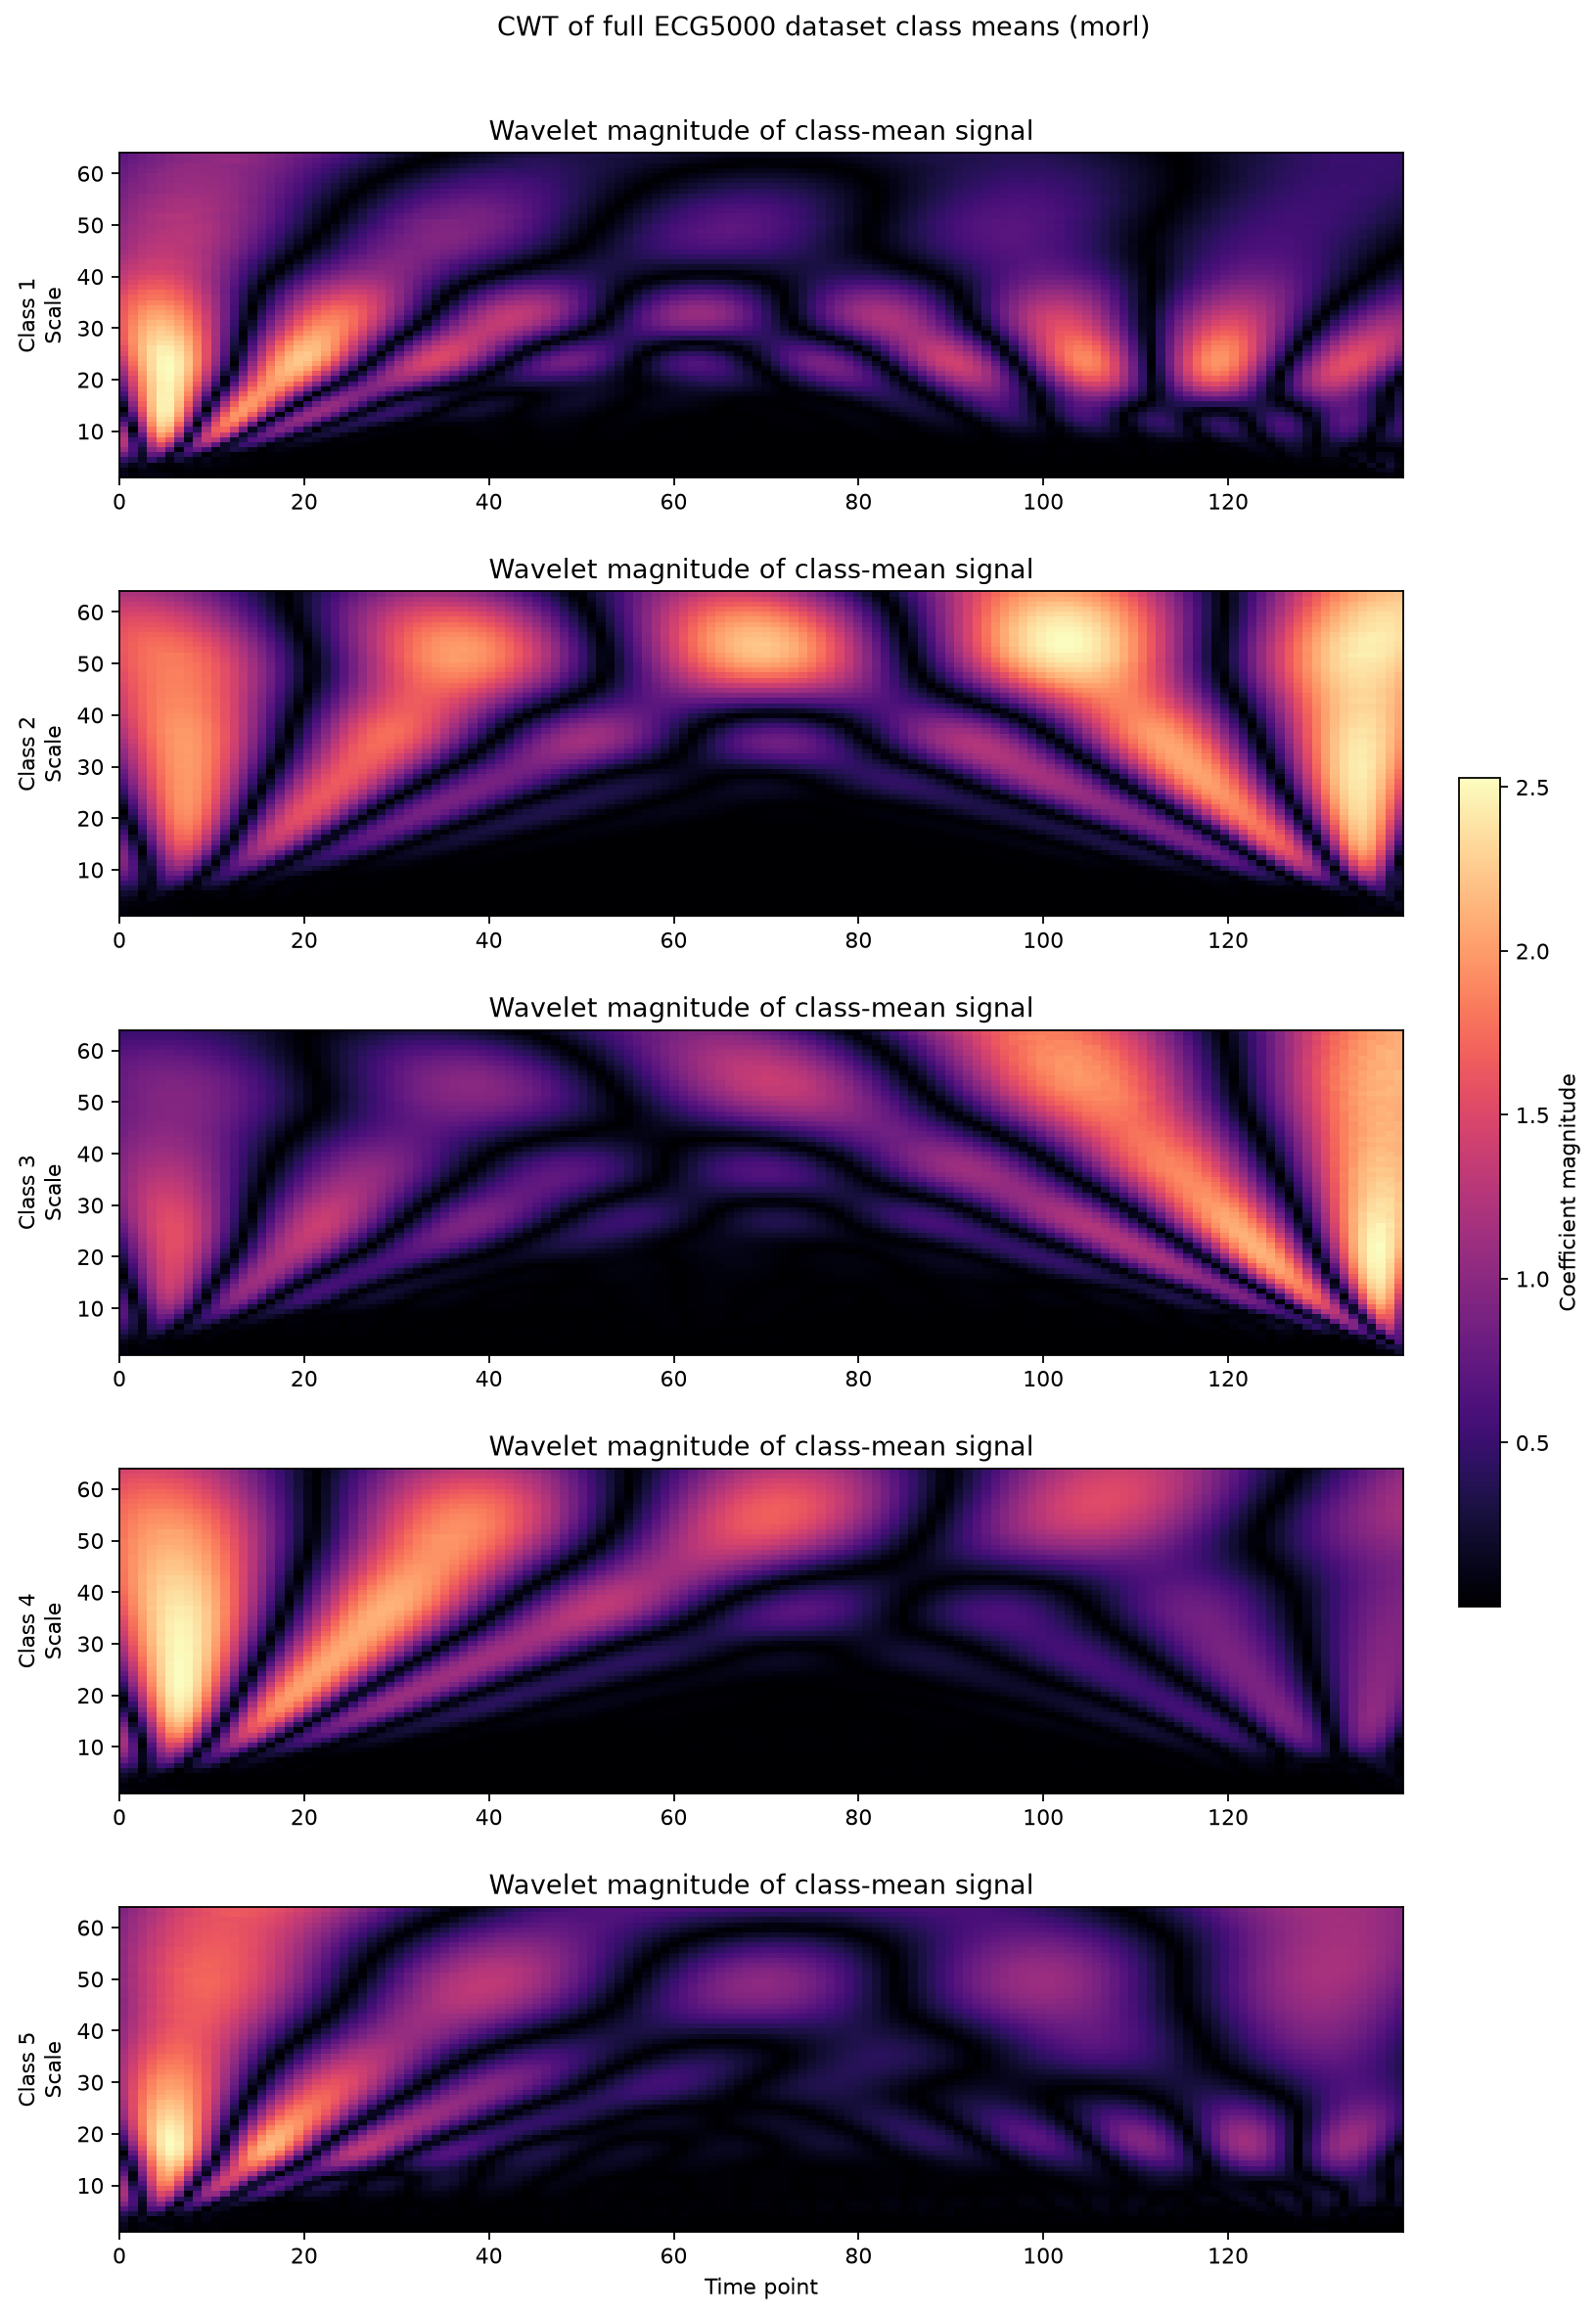 CWT of full ECG5000 dataset class means (morl)
Wavelet magnitude of class-mean signal
Class 1
Scale
60
50
40
30
20
10
0 20 40 60 80 100 120
Wavelet magnitude of class-mean signal
Class 2
Scale
60
50
40
30
20
10
0 20 40 60 80 100 120
Wavelet magnitude of class-mean signal
Class 3
Scale
60
50
40
30
20
10
0 20 40 60 80 100 120
Wavelet magnitude of class-mean signal
Class 4
Scale
60
50
40
30
20
10
0 20 40 60 80 100 120
Wavelet magnitude of class-mean signal
Class 5
Scale
60
50
40
30
20
10
0 20 40 60 80 100 120
Time point
2.5
2.0
1.5
1.0
0.5
Coefficient magnitude